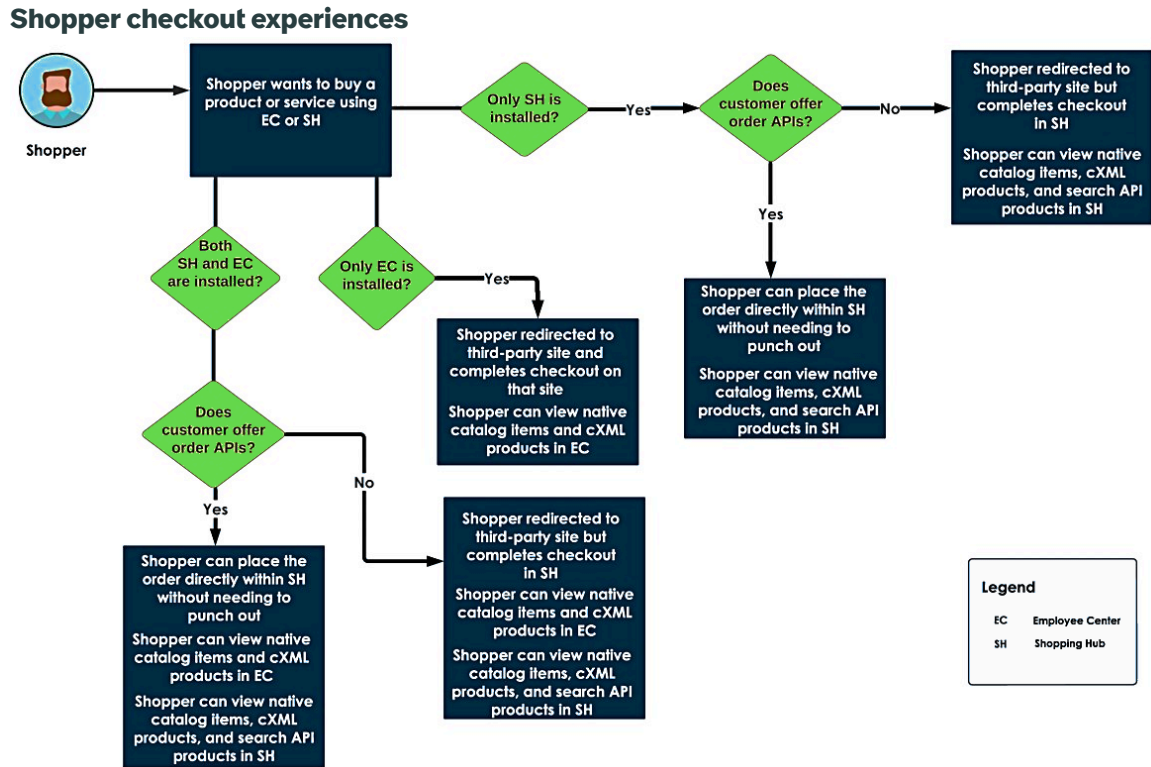 Shopper checkout experiences
Shopper
Shopper wants to buy a
product or service using
EC or SH
Only SH is
installed?
Yes
Does
customer offer
order APIs?
No
Shopper redirected to
third-party site but
completes checkout
in SH
Shopper can view native
catalog items, cXML
products, and search API
products in SH
Yes
Shopper can place the
order directly within SH
without needing to
punch out
Shopper can view native
catalog items, cXML
products, and search API
products in SH
Both
SH and EC
are installed?
Only EC is
installed?
Yes
Shopper redirected to
third-party site and
completes checkout on
that site
Shopper can view native
catalog items and cXML
products in EC
Does
customer offer
order APIs?
No
Yes
Shopper redirected to
third-party site but
completes checkout
in SH
Shopper can view native
catalog items and cXML
products in EC
Shopper can view native
catalog items, cXML
products, and search API
products in SH
Shopper can place the
order directly within SH
without needing to
punch out
Shopper can view native
catalog items and cXML
products in EC
Shopper can view native
catalog items, cXML
products, and search API
products in SH
Legend
EC Employee Center
SH Shopping Hub